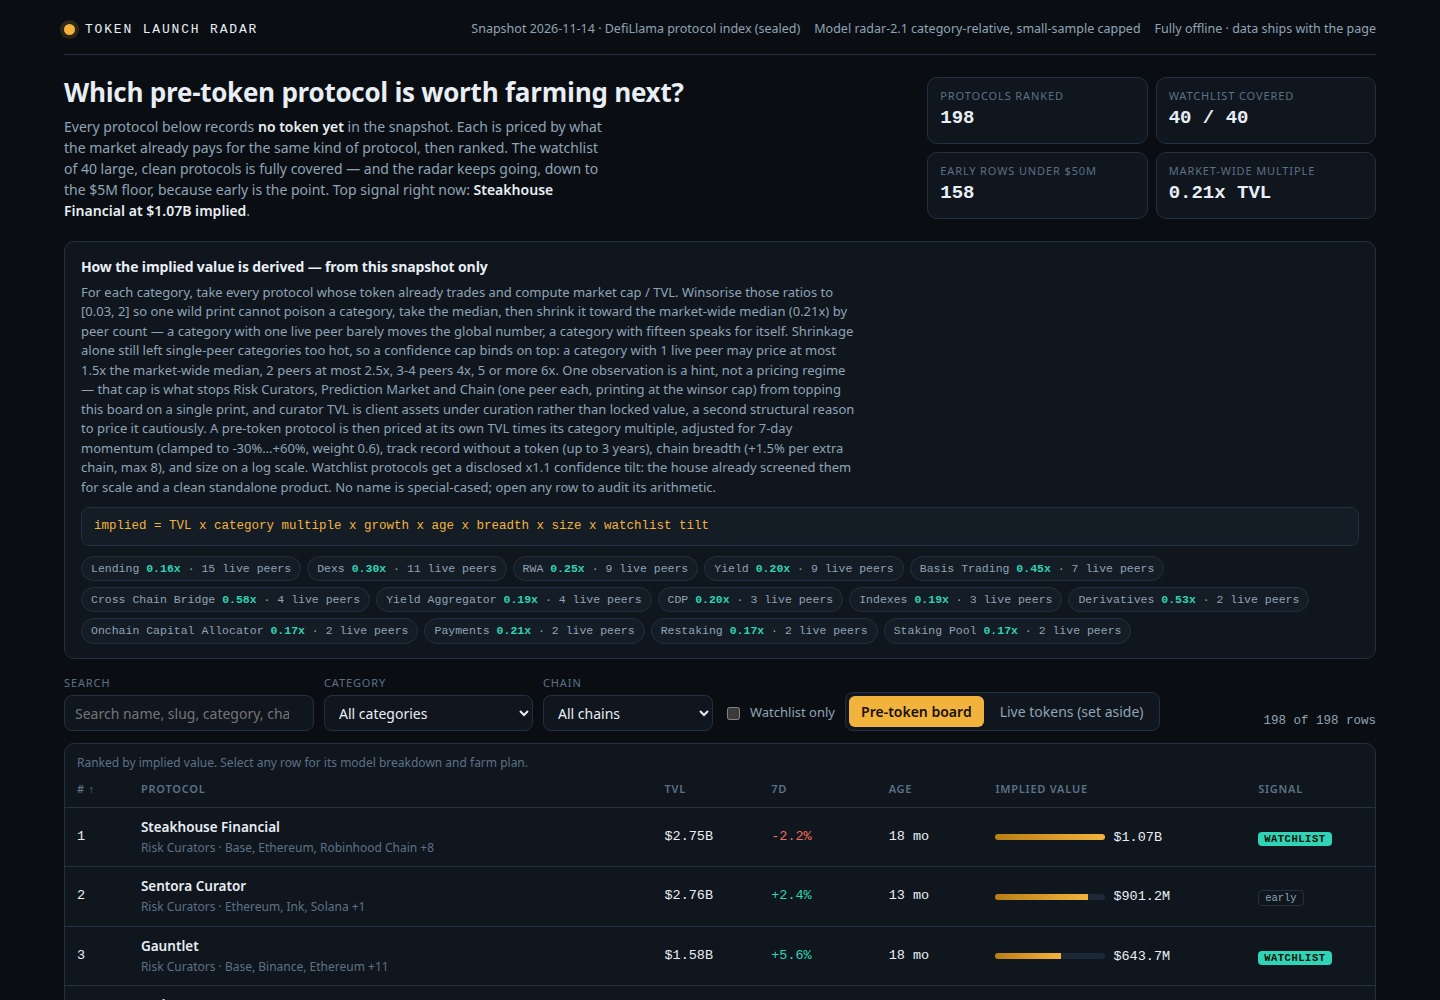 TOKEN LAUNCH RADAR
Snapshot 2026-11-14 · DefiLlama protocol index (sealed) Model radar-2.1 category-relative, small-sample capped Fully offline · data ships with the page
Which pre-token protocol is worth farming next?
Every protocol below records no token yet in the snapshot. Each is priced by what
the market already pays for the same kind of protocol, then ranked. The watchlist
of 40 large, clean protocols is fully covered — and the radar keeps going, down to
the $5M floor, because early is the point. Top signal right now: Steakhouse
Financial at $1.07B implied.
PROTOCOLS RANKED
198
WATCHLIST COVERED
40 / 40
EARLY ROWS UNDER $50M
158
MARKET-WIDE MULTIPLE
0.21x TVL
How the implied value is derived — from this snapshot only
For each category, take every protocol whose token already trades and compute market cap / TVL. Winsorise those ratios to
[0.03, 2] so one wild print cannot poison a category, take the median, then shrink it toward the market-wide median (0.21x) by
peer count — a category with one live peer barely moves the global number, a category with fifteen speaks for itself. Shrinkage
alone still left single-peer categories too hot, so a confidence cap binds on top: a category with 1 live peer may price at most
1.5x the market-wide median, 2 peers at most 2.5x, 3-4 peers 4x, 5 or more 6x. One observation is a hint, not a pricing regime
— that cap is what stops Risk Curators, Prediction Market and Chain (one peer each, printing at the winsor cap) from topping
this board on a single print, and curator TVL is client assets under curation rather than locked value, a second structural reason
to price it cautiously. A pre-token protocol is then priced at its own TVL times its category multiple, adjusted for 7-day
momentum (clamped to -30%...+60%, weight 0.6), track record without a token (up to 3 years), chain breadth (+1.5% per extra
chain, max 8), and size on a log scale. Watchlist protocols get a disclosed x1.1 confidence tilt: the house already screened them
for scale and a clean standalone product. No name is special-cased; open any row to audit its arithmetic.
implied = TVL x category multiple x growth x age x breadth x size x watchlist tilt
Lending 0.16x · 15 live peers Dexs 0.30x · 11 live peers RWA 0.25x · 9 live peers Yield 0.20x · 9 live peers Basis Trading 0.45x · 7 live peers
Cross Chain Bridge 0.58x · 4 live peers Yield Aggregator 0.19x · 4 live peers CDP 0.20x · 3 live peers Indexes 0.19x · 3 live peers Derivatives 0.53x · 2 live peers
Onchain Capital Allocator 0.17x · 2 live peers Payments 0.21x · 2 live peers Restaking 0.17x · 2 live peers Staking Pool 0.17x · 2 live peers
SEARCH CATEGORY CHAIN
Search name, slug, category, cha All categories All chains Watchlist only Pre-token board Live tokens (set aside) 198 of 198 rows
Ranked by implied value. Select any row for its model breakdown and farm plan.
# ↑ PROTOCOL TVL 7D AGE IMPLIED VALUE SIGNAL
1 Steakhouse Financial $2.75B -2.2% 18 mo $1.07B WATCHLIST
Risk Curators · Base, Ethereum, Robinhood Chain +8
2 Sentora Curator $2.76B +2.4% 13 mo $901.2M early
Risk Curators · Ethereum, Ink, Solana +1
3 Gauntlet $1.58B +5.6% 18 mo $643.7M WATCHLIST
Risk Curators · Base, Binance, Ethereum +11